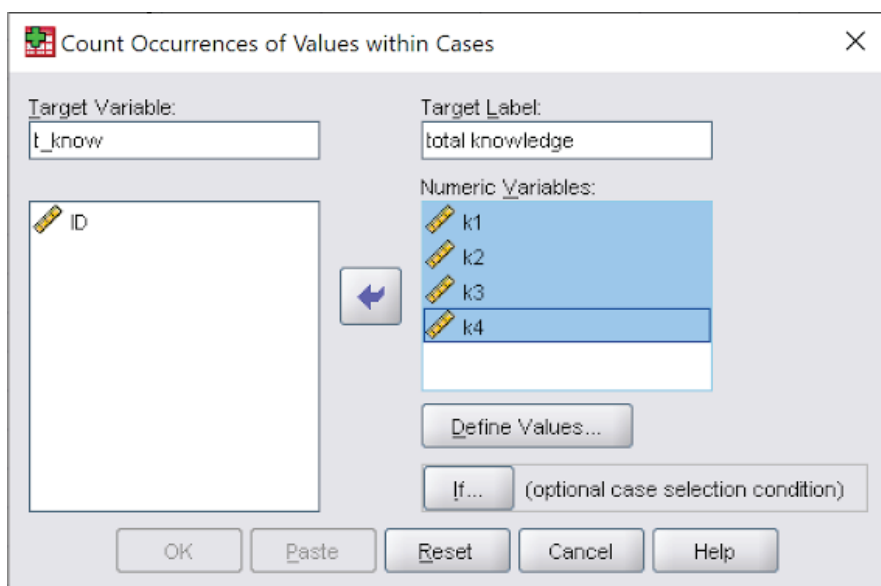 Count Occurrences of Values within Cases
Target Variable:
Target Label:
t_know
total knowledge
Numeric Variables:
ID
k1
k2
k3
k4
Define Values...
If...
(optional case selection condition)
OK
Paste
Reset
Cancel
Help